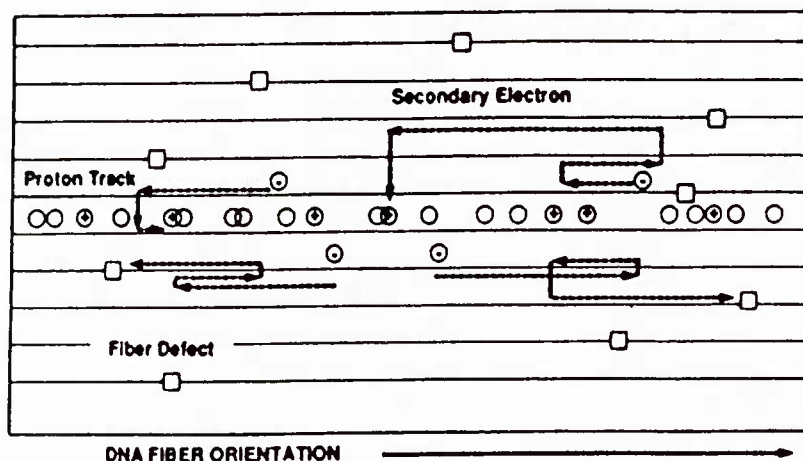 Secondary Electron
Proton Track
Fiber Defect
DNA FIBER ORIENTATION